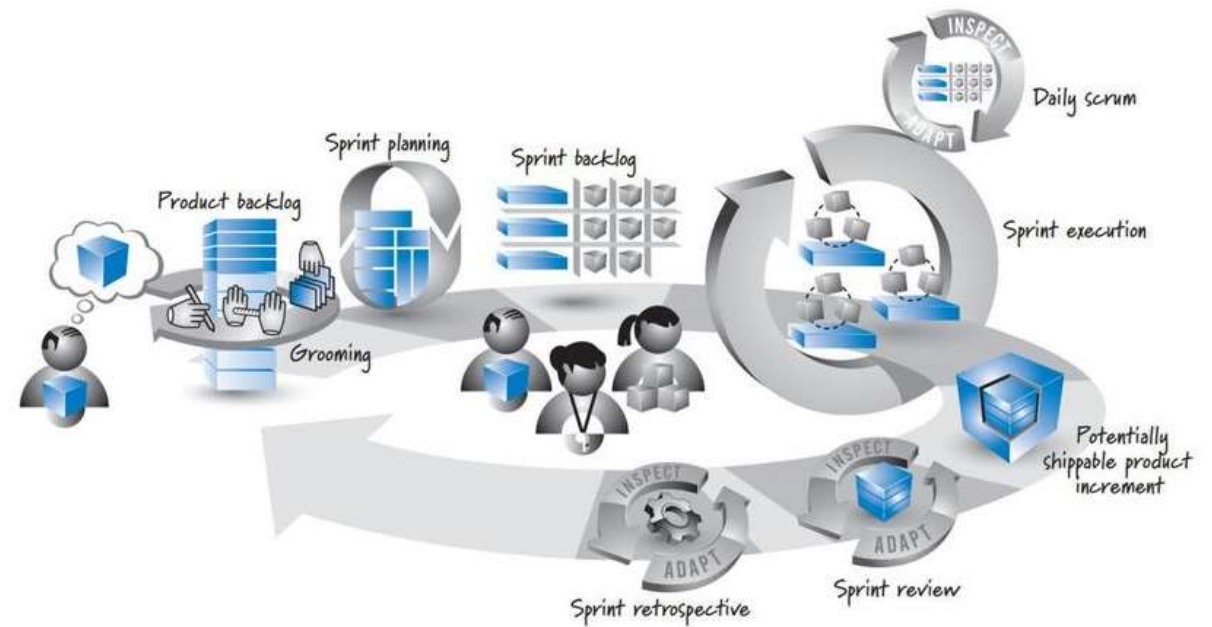 INSPECT
ADAPT
Daily scrum
Sprint planning
Sprint backlog
Product backlog
Sprint execution
Grooming
Potentially
shippable product
increment
INSPECT
ADAPT
Sprint review
INSPECT
ADAPT
Sprint retrospective